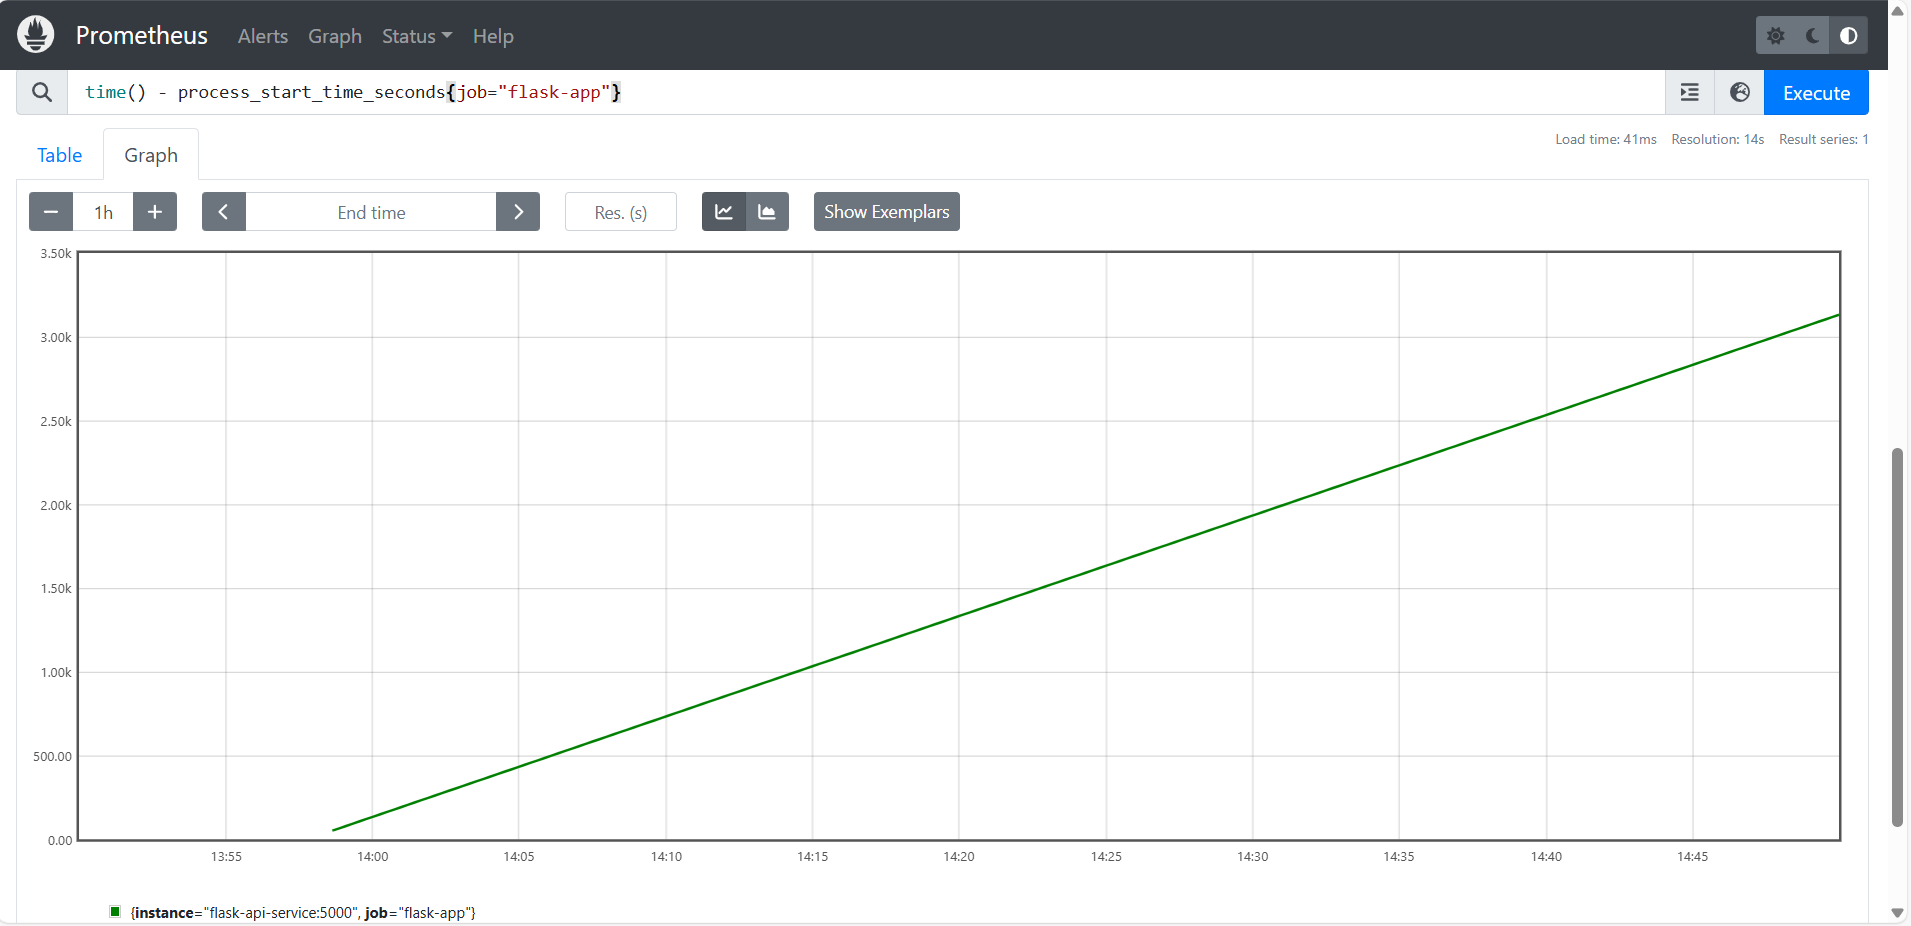 Prometheus Alerts Graph Status Help
time() - process_start_time_seconds{job="flask-app"}
Execute
Load time: 41ms Resolution: 14s Result series: 1
Table Graph
1h End time Res. (s) Show Exemplars
3.50k
3.00k
2.50k
2.00k
1.50k
1.00k
500.00
0.00
13:55 14:00 14:05 14:10 14:15 14:20 14:25 14:30 14:35 14:40 14:45
{instance="flask-api-service:5000", job="flask-app"}